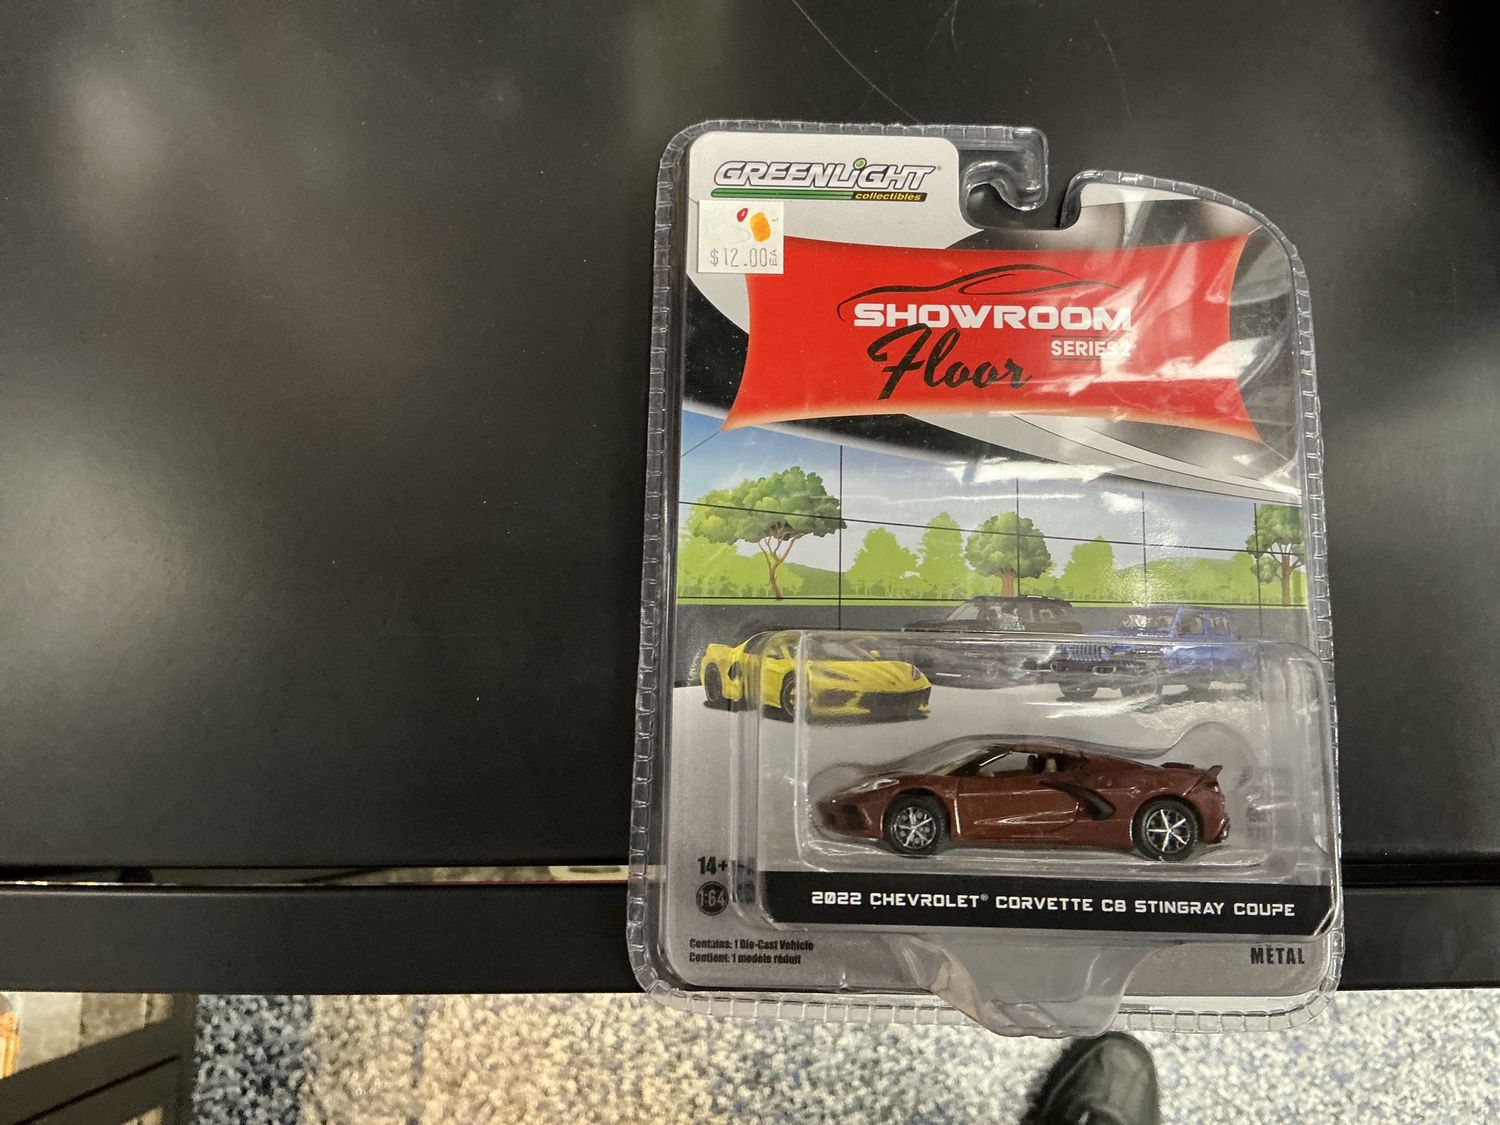 GREENLIGHT®
collectibles
$12.00 EA
SHOWROOM
Floor
SERIES 2
14+
1:64
2022 CHEVROLET® CORVETTE C8 STINGRAY COUPE
Contains: 1 Die-Cast Vehicle
Contient: 1 modèle réduit
METAL